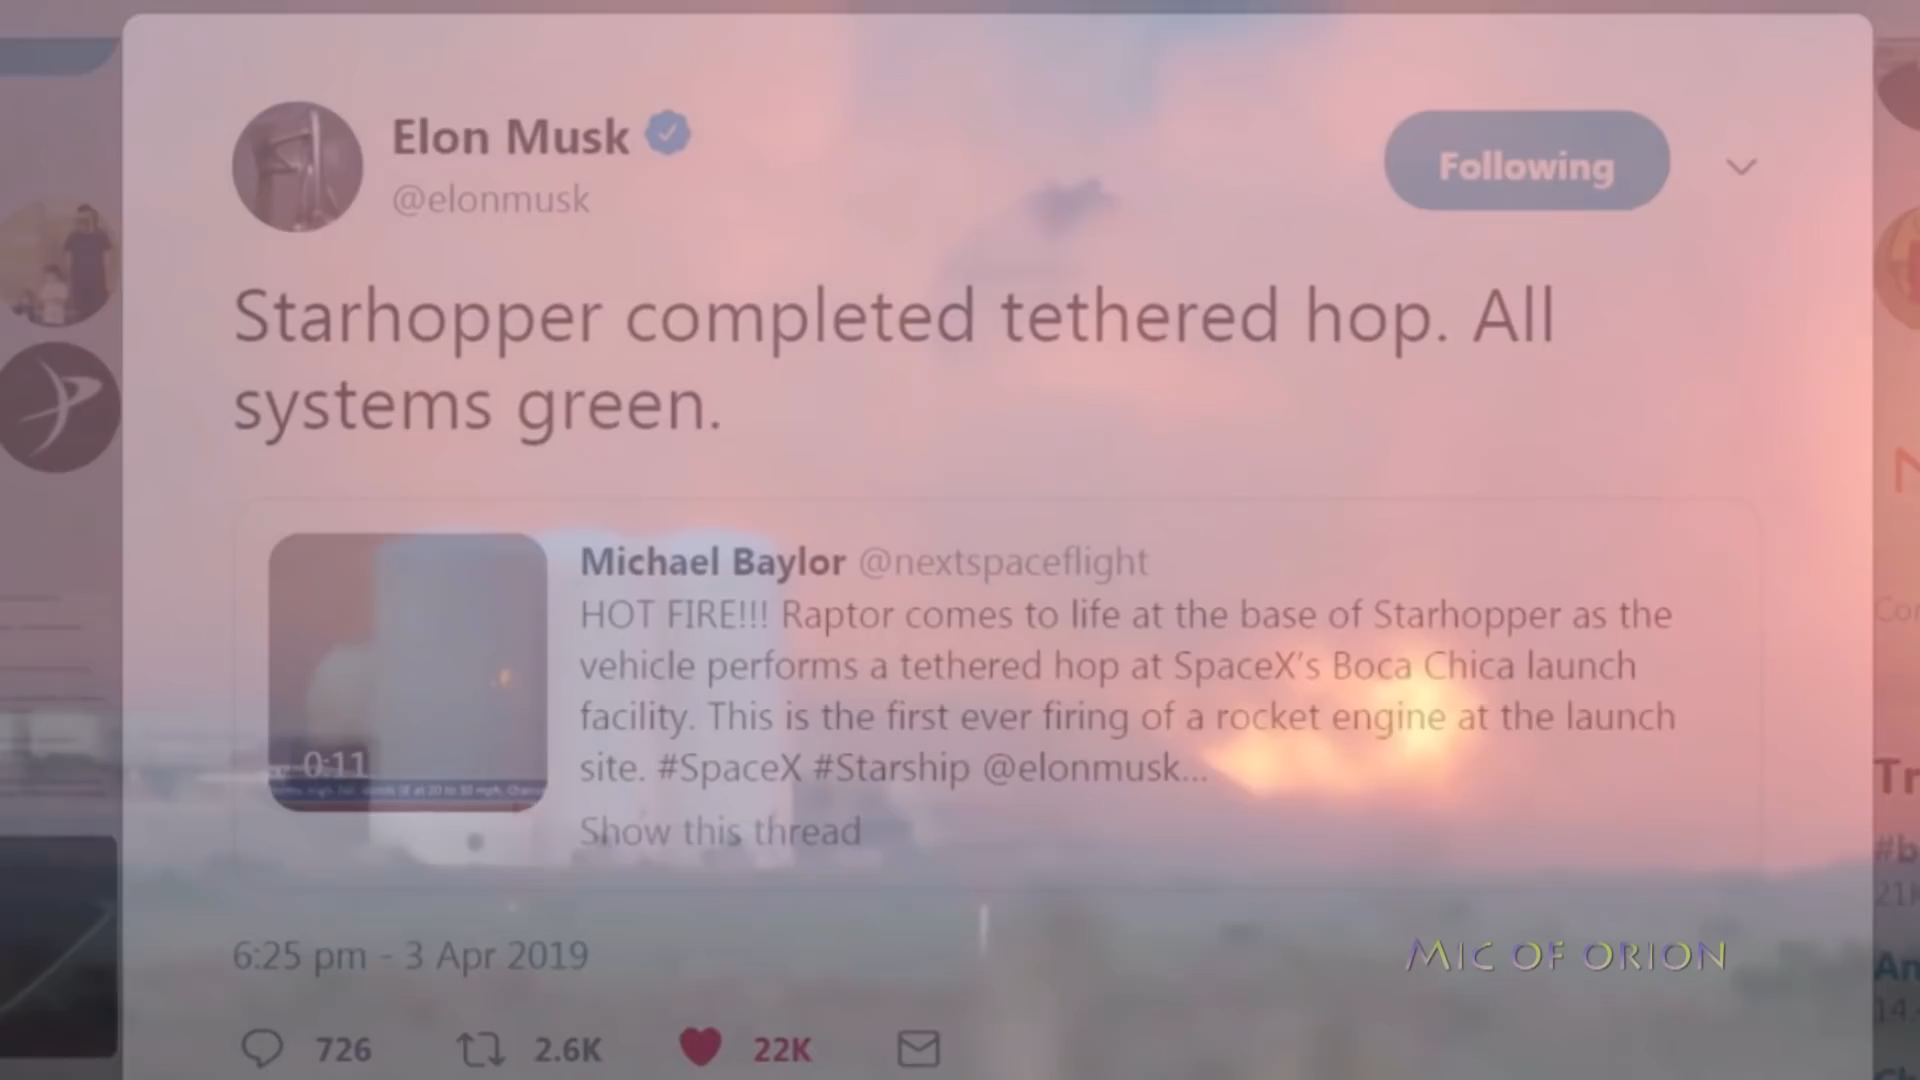 Elon Musk
@elonmusk
Following
Starhopper completed tethered hop. All
systems green.
Michael Baylor @nextspaceflight
HOT FIRE!!! Raptor comes to life at the base of Starhopper as the
vehicle performs a tethered hop at SpaceX's Boca Chica launch
facility. This is the first ever firing of a rocket engine at the launch
site. #SpaceX #Starship @elonmusk...
0:11
Show this thread
6:25 pm - 3 Apr 2019
MIC OF ORION
726
2.6K
22K